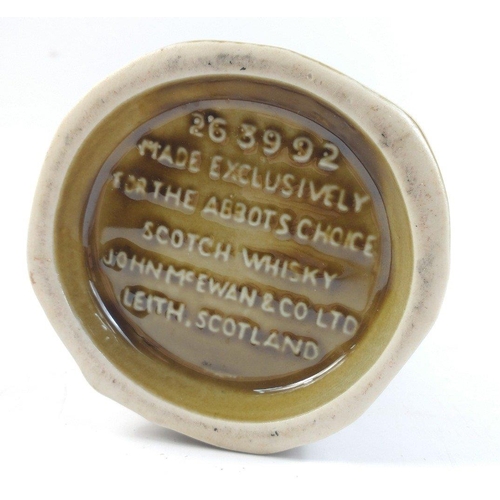 263992
MADE EXCLUSIVELY
FOR THE ABBOTS CHOICE
SCOTCH WHISKY
JOHN McEWAN & CO LTD
LEITH, SCOTLAND